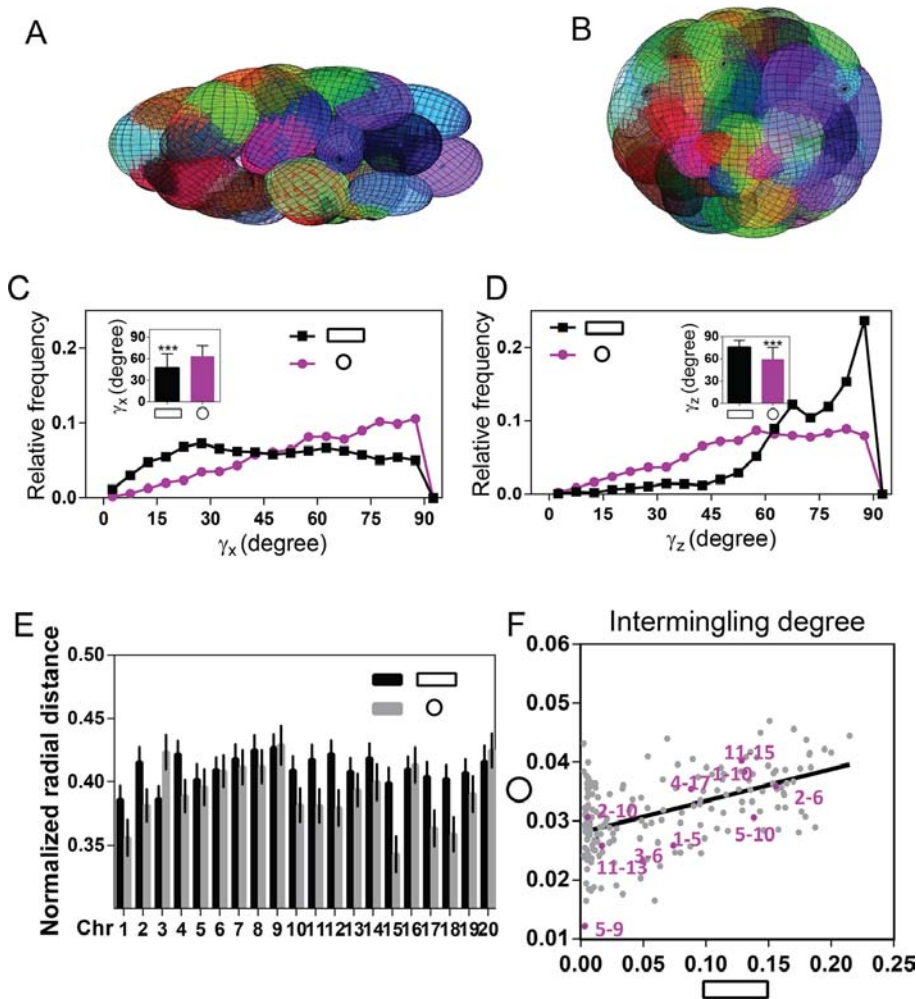 A
B
C
D
0.2
0.1
0.0
Relative frequency
90
60
30
0
γx (degree)
***
0 15 30 45 60 75 90
γx (degree)
0.2
0.1
0.0
Relative frequency
90
60
30
0
γz (degree)
***
0 15 30 45 60 75 90
γz (degree)
E
0.50
0.45
0.40
0.35
Normalized radial distance
Chr 1 2 3 4 5 6 7 8 9 10 11 12 13 14 15 16 17 18 19 20
F
Intermingling degree
0.06
0.05
0.04
0.03
0.02
0.01
11-15
4-17 1-10
2-6
2-10
5-10
1-5
3-6
11-13
5-9
0.00 0.05 0.10 0.15 0.20 0.25